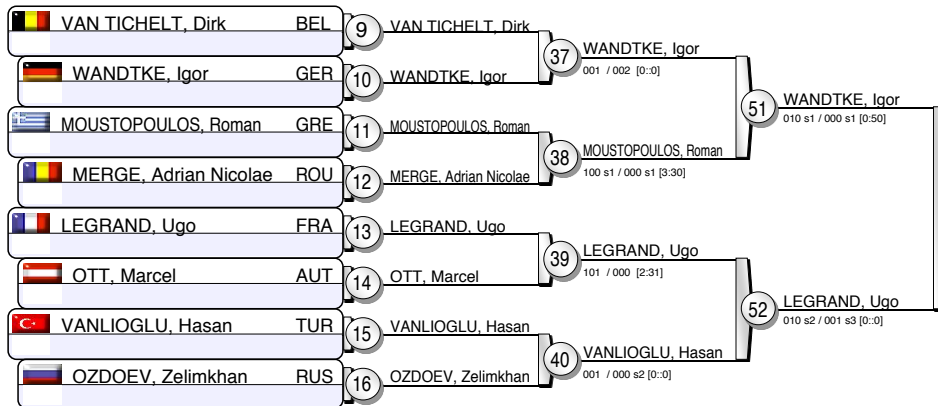 VAN TICHELT, Dirk BEL 9 VAN TICHELT, Dirk
37 WANDTKE, Igor
001 / 002 [0::0]
WANDTKE, Igor GER 10 WANDTKE, Igor
51 WANDTKE, Igor
010 s1 / 000 s1 [0:50]
MOUSTOPOULOS, Roman GRE 11 MOUSTOPOULOS, Roman
38 MOUSTOPOULOS, Roman
100 s1 / 000 s1 [3:30]
MERGE, Adrian Nicolae ROU 12 MERGE, Adrian Nicolae
LEGRAND, Ugo FRA 13 LEGRAND, Ugo
39 LEGRAND, Ugo
101 / 000 [2:31]
OTT, Marcel AUT 14 OTT, Marcel
52 LEGRAND, Ugo
010 s2 / 001 s3 [0::0]
VANLIOGLU, Hasan TUR 15 VANLIOGLU, Hasan
40 VANLIOGLU, Hasan
001 / 000 s2 [0::0]
OZDOEV, Zelimkhan RUS 16 OZDOEV, Zelimkhan